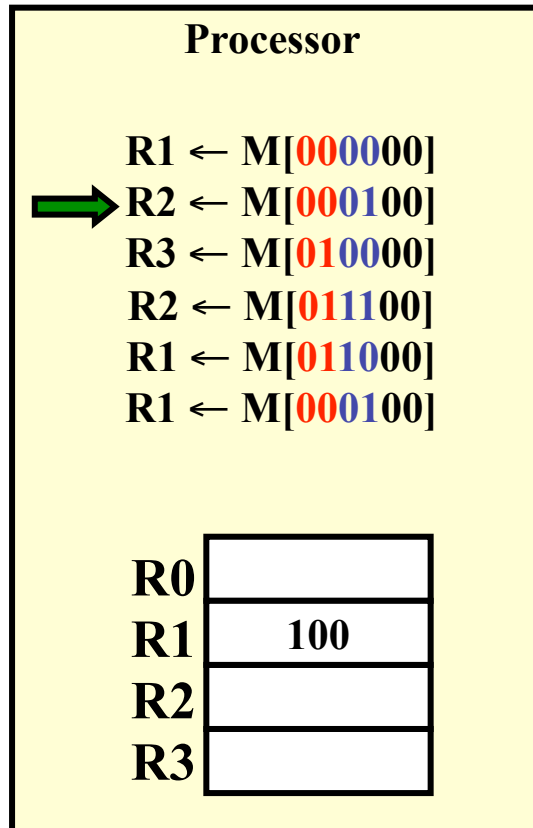 Processor
R1 ← M[000000]
R2 ← M[000100]
R3 ← M[010000]
R2 ← M[011100]
R1 ← M[011000]
R1 ← M[000100]
R0
R1 100
R2
R3